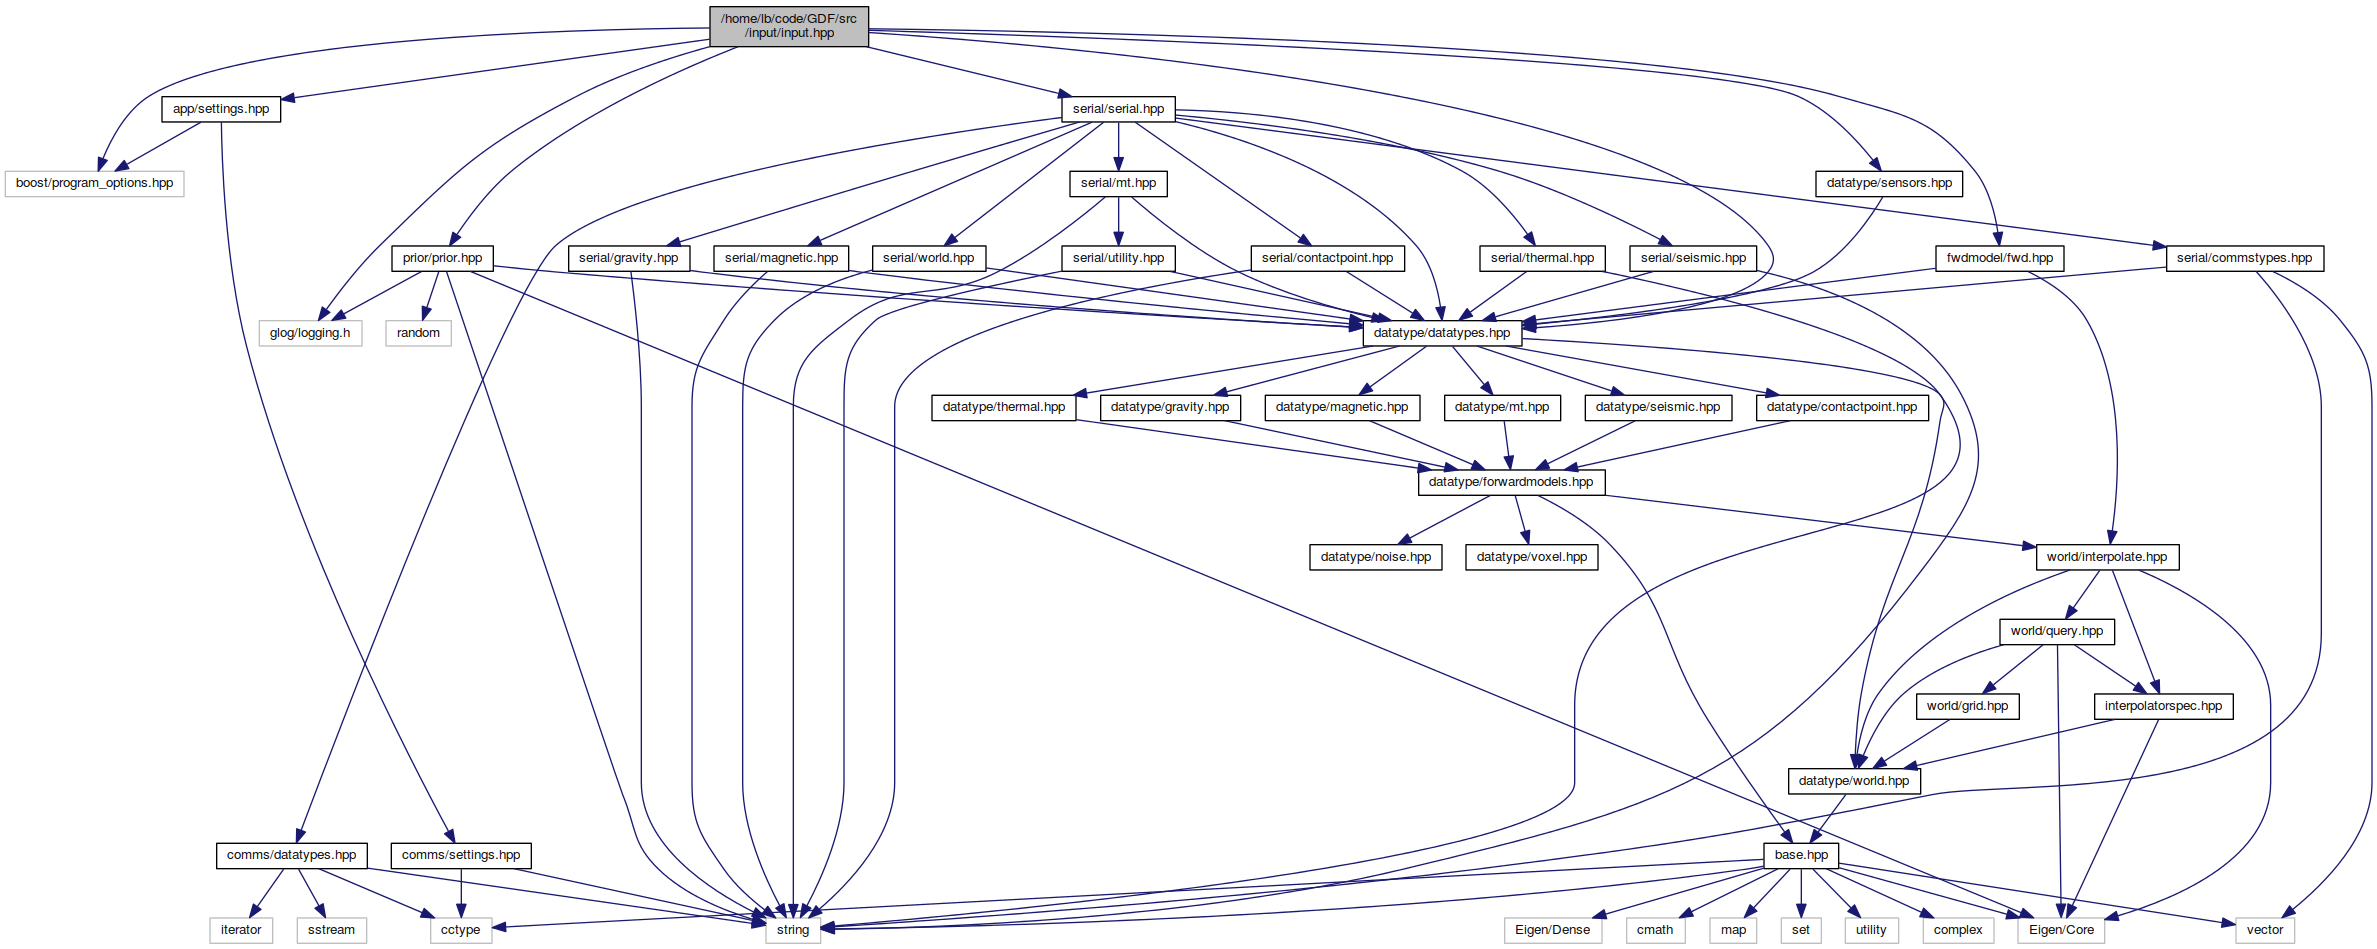 /home/lb/code/GDF/src
/input/input.hpp
app/settings.hpp
serial/serial.hpp
boost/program_options.hpp
serial/mt.hpp
datatype/sensors.hpp
prior/prior.hpp
serial/gravity.hpp
serial/magnetic.hpp
serial/world.hpp
serial/utility.hpp
serial/contactpoint.hpp
serial/thermal.hpp
serial/seismic.hpp
fwdmodel/fwd.hpp
serial/commstypes.hpp
glog/logging.h
random
datatype/datatypes.hpp
datatype/thermal.hpp
datatype/gravity.hpp
datatype/magnetic.hpp
datatype/mt.hpp
datatype/seismic.hpp
datatype/contactpoint.hpp
datatype/forwardmodels.hpp
datatype/noise.hpp
datatype/voxel.hpp
world/interpolate.hpp
world/query.hpp
world/grid.hpp
interpolatorspec.hpp
datatype/world.hpp
comms/datatypes.hpp
comms/settings.hpp
base.hpp
iterator
sstream
cctype
string
Eigen/Dense
cmath
map
set
utility
complex
Eigen/Core
vector